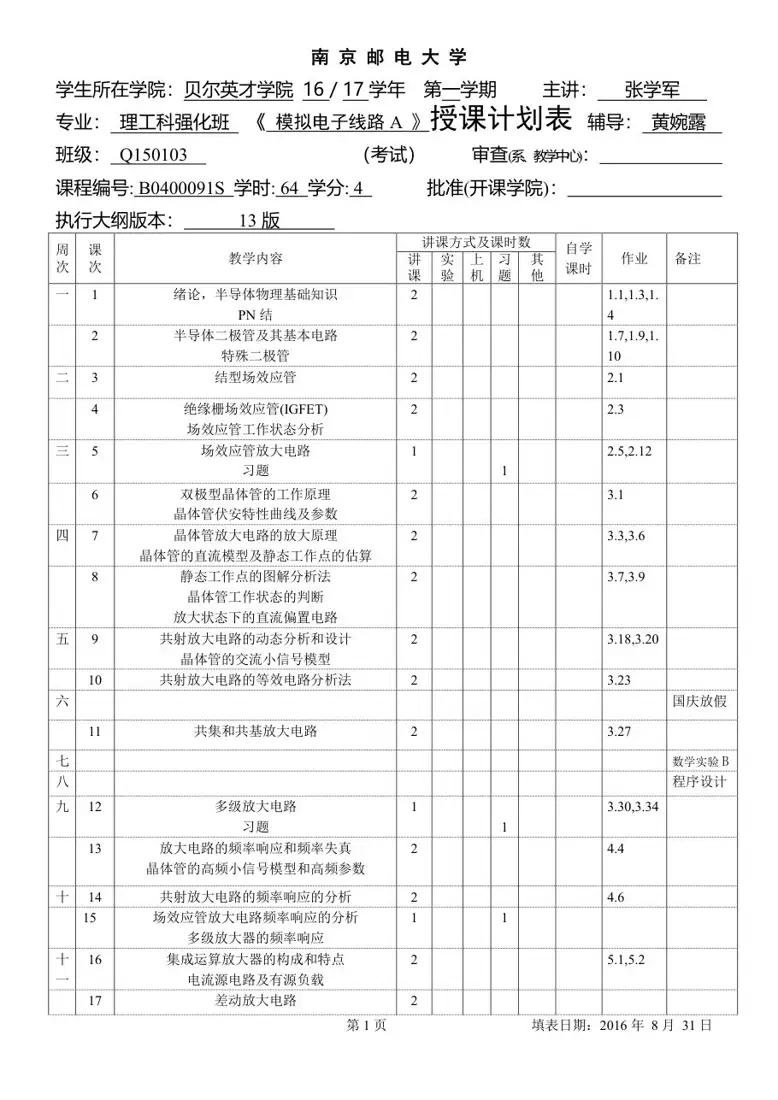 南京邮电大学
学生所在学院：贝尔英才学院 16 / 17 学年 第一学期 主讲： 张学军
专业： 理工科强化班 《 模拟电子线路 A 》授课计划表 辅导： 黄婉露
班级： Q150103 （考试） 审查(系、教学中心)：
课程编号: B0400091S 学时: 64 学分: 4 批准(开课学院)：
执行大纲版本： 13 版
周次 课次 教学内容 讲课方式及课时数 自学课时 作业 备注
讲课 实验 上机 习题 其他
一 1 绪论，半导体物理基础知识 2 1.1,1.3,1.
PN 结 4
2 半导体二极管及其基本电路 2 1.7,1.9,1.
特殊二极管 10
二 3 结型场效应管 2 2.1
4 绝缘栅场效应管(IGFET) 2 2.3
场效应管工作状态分析
三 5 场效应管放大电路 1 2.5,2.12
习题 1
6 双极型晶体管的工作原理 2 3.1
晶体管伏安特性曲线及参数
四 7 晶体管放大电路的放大原理 2 3.3,3.6
晶体管的直流模型及静态工作点的估算
8 静态工作点的图解分析法 2 3.7,3.9
晶体管工作状态的判断
放大状态下的直流偏置电路
五 9 共射放大电路的动态分析和设计 2 3.18,3.20
晶体管的交流小信号模型
10 共射放大电路的等效电路分析法 2 3.23
六 国庆放假
11 共集和共基放大电路 2 3.27
七 数学实验 B
八 程序设计
九 12 多级放大电路 1 3.30,3.34
习题 1
13 放大电路的频率响应和频率失真 2 4.4
晶体管的高频小信号模型和高频参数
十 14 共射放大电路的频率响应的分析 2 4.6
15 场效应管放大电路频率响应的分析 1 1
多级放大器的频率响应
十一 16 集成运算放大器的构成和特点 2 5.1,5.2
电流源电路及有源负载
17 差动放大电路 2
第 1 页 填表日期：2016 年 8 月 31 日